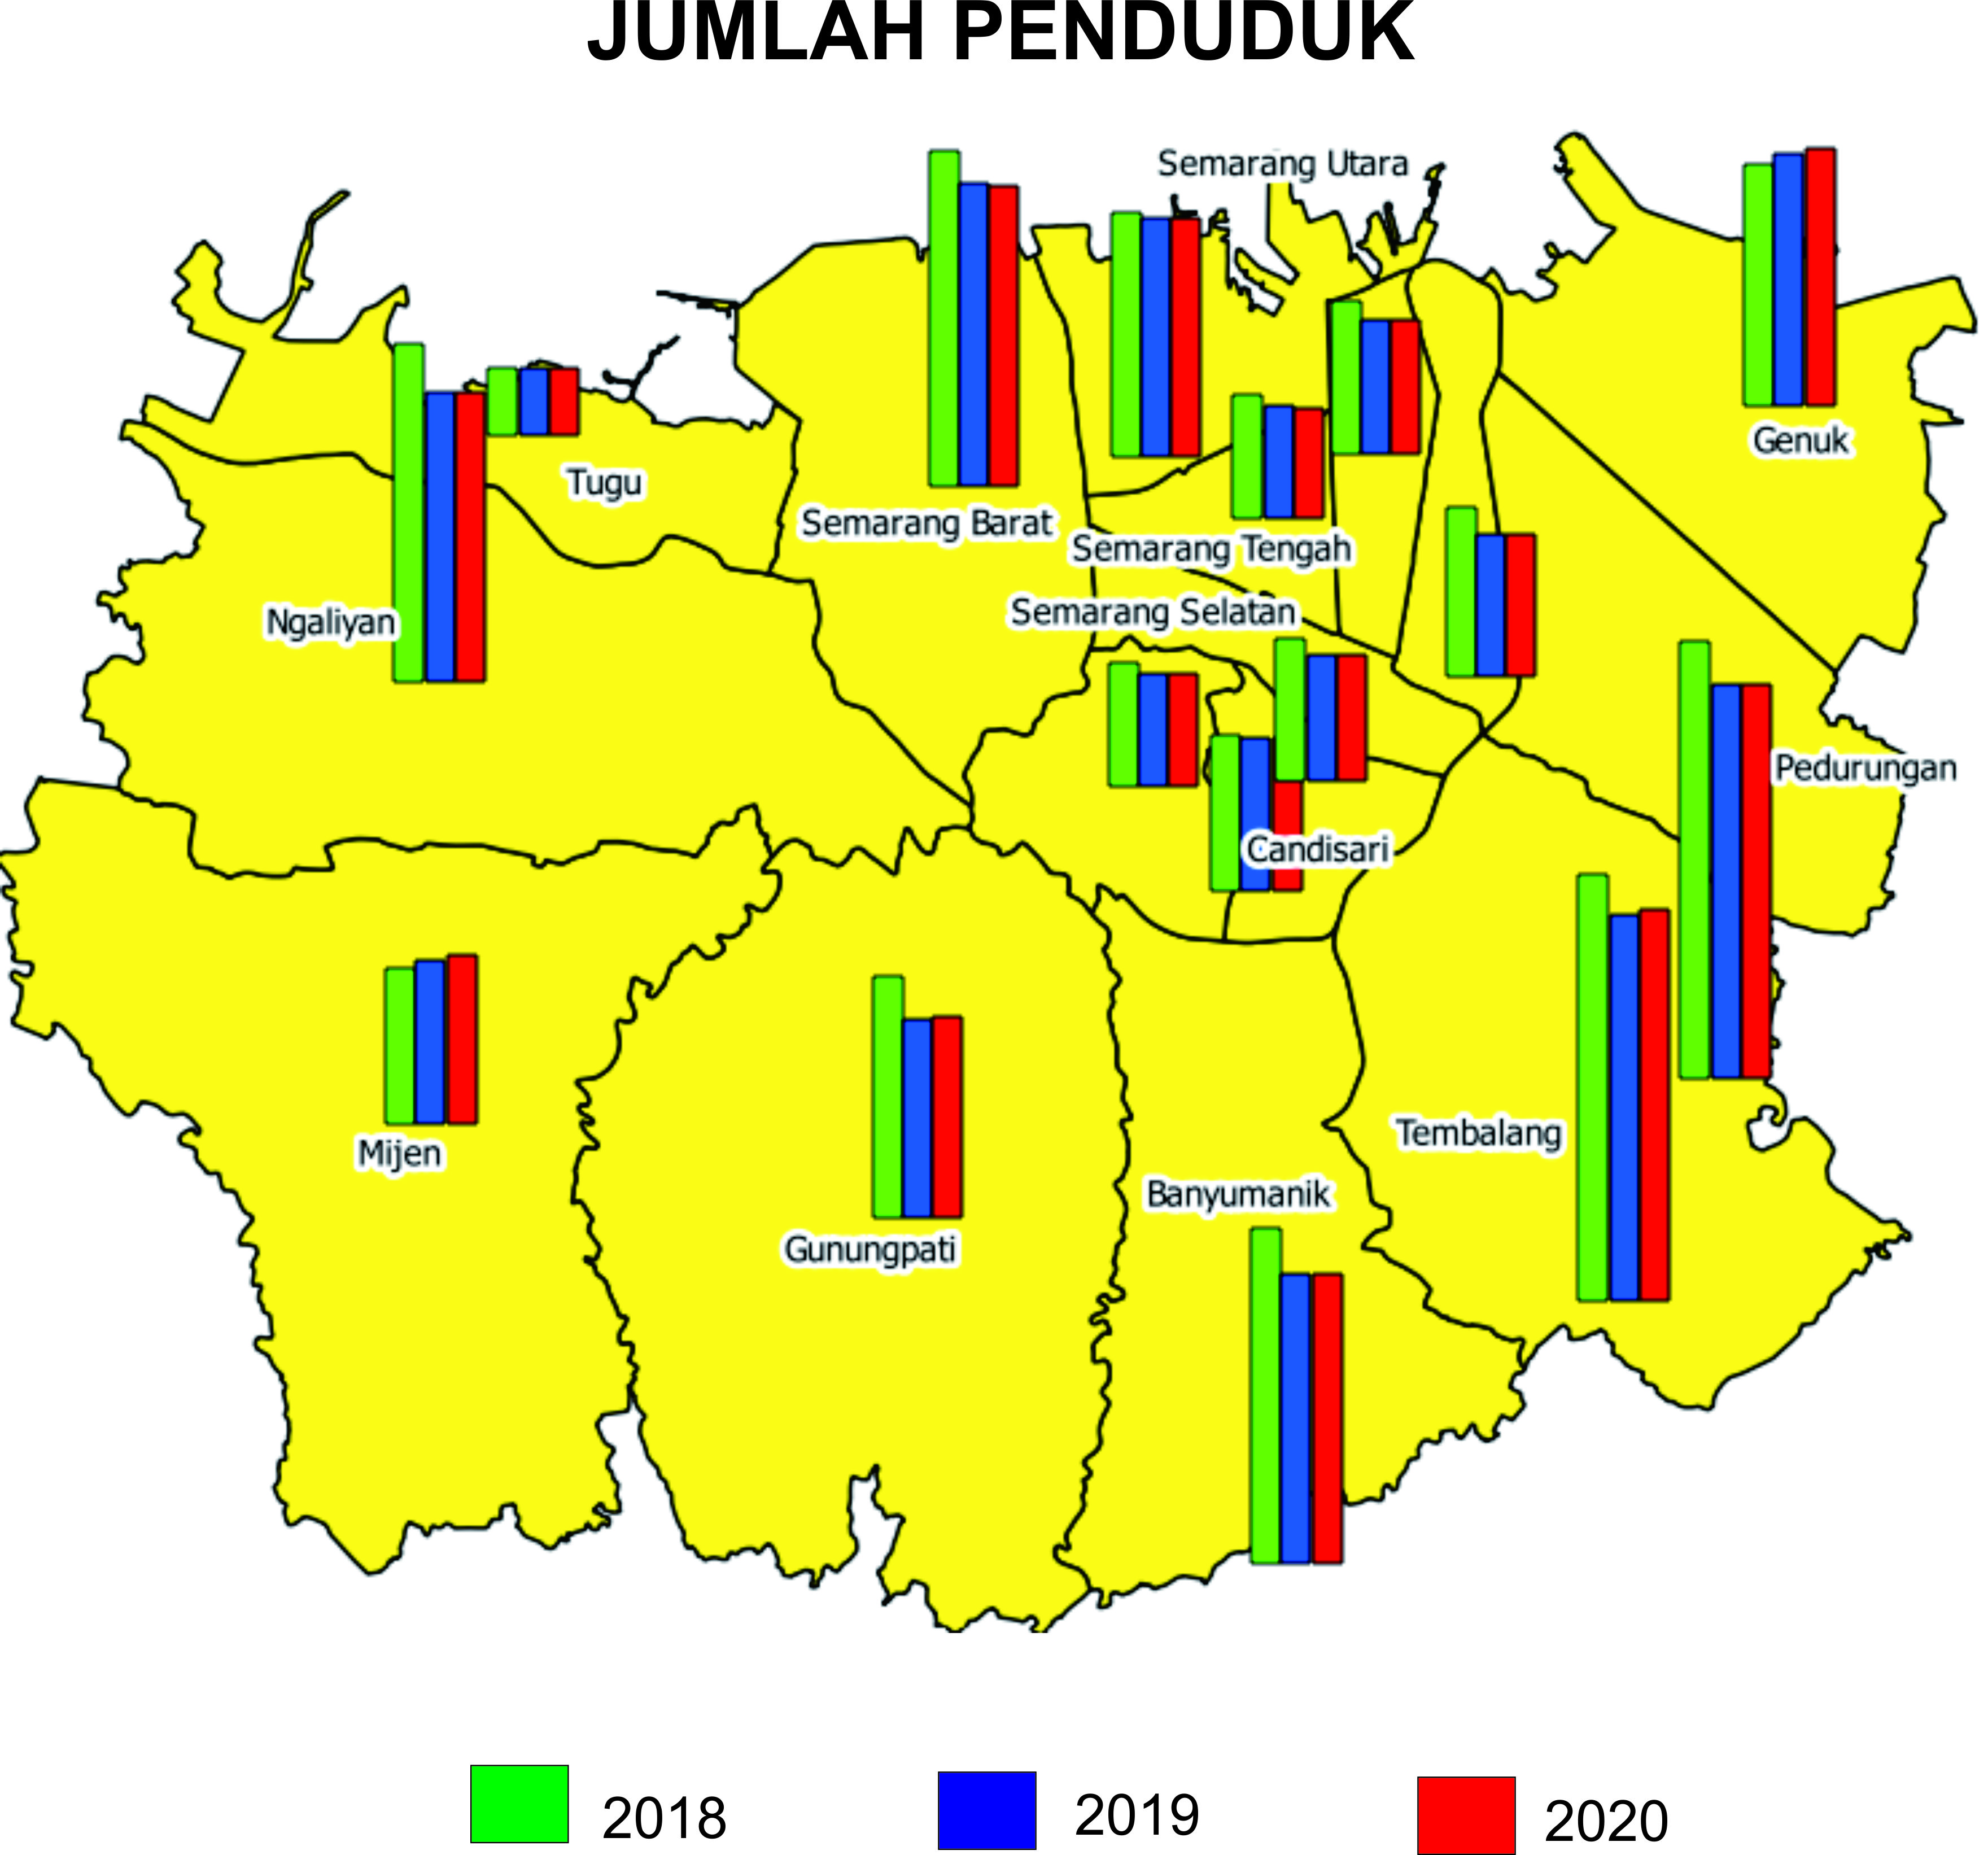 JUMLAH PENDUDUK
Semarang Utara
Genuk
Tugu
Semarang Barat
Semarang Tengah
Semarang Selatan
Ngaliyan
Pedurungan
Candisari
Tembalang
Mijen
Banyumanik
Gunungpati
2018
2019
2020